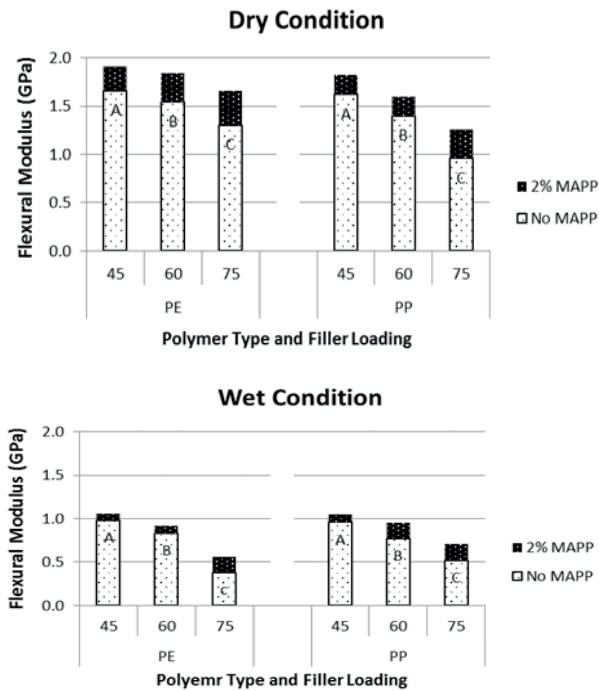 Dry Condition
Flexural Modulus (GPa)
2.0
1.5
1.0
0.5
0.0
A
B
C
A
B
C
45 60 75 45 60 75
PE PP
Polymer Type and Filler Loading
2% MAPP
No MAPP
Wet Condition
Flexural Modulus (GPa)
2.0
1.5
1.0
0.5
0.0
A
B
C
A
B
C
45 60 75 45 60 75
PE PP
Polyemr Type and Filler Loading
2% MAPP
No MAPP